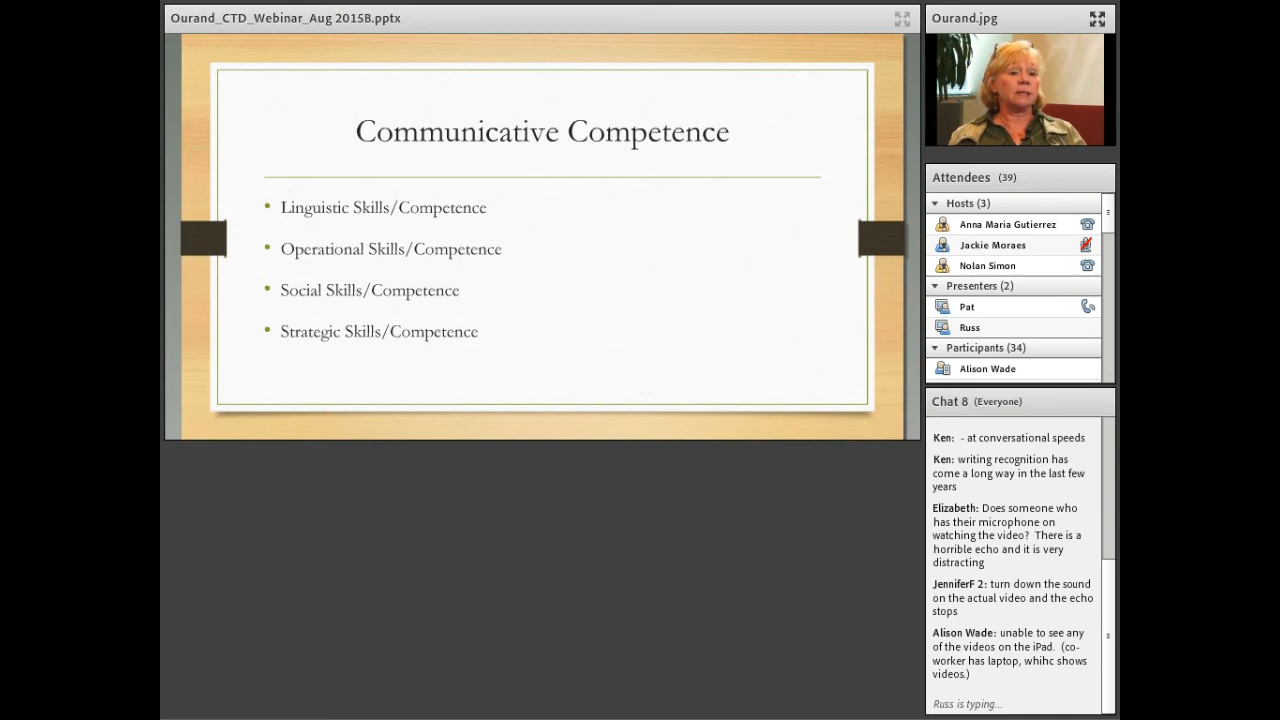 Ourand_CTD_Webinar_Aug 2015B.pptx
Communicative Competence
• Linguistic Skills/Competence
• Operational Skills/Competence
• Social Skills/Competence
• Strategic Skills/Competence
Ourand.jpg
Attendees (39)
Hosts (3)
Anna Maria Gutierrez
Jackie Moraes
Nolan Simon
Presenters (2)
Pat
Russ
Participants (34)
Alison Wade
Chat 8 (Everyone)
Ken: - at conversational speeds
Ken: writing recognition has
come a long way in the last few
years
Elizabeth: Does someone who
has their microphone on
watching the video? There is a
horrible echo and it is very
distracting
JenniferF 2: turn down the sound
on the actual video and the echo
stops
Alison Wade: unable to see any
of the videos on the iPad. (co-
worker has laptop, whihc shows
videos.)
Russ is typing...